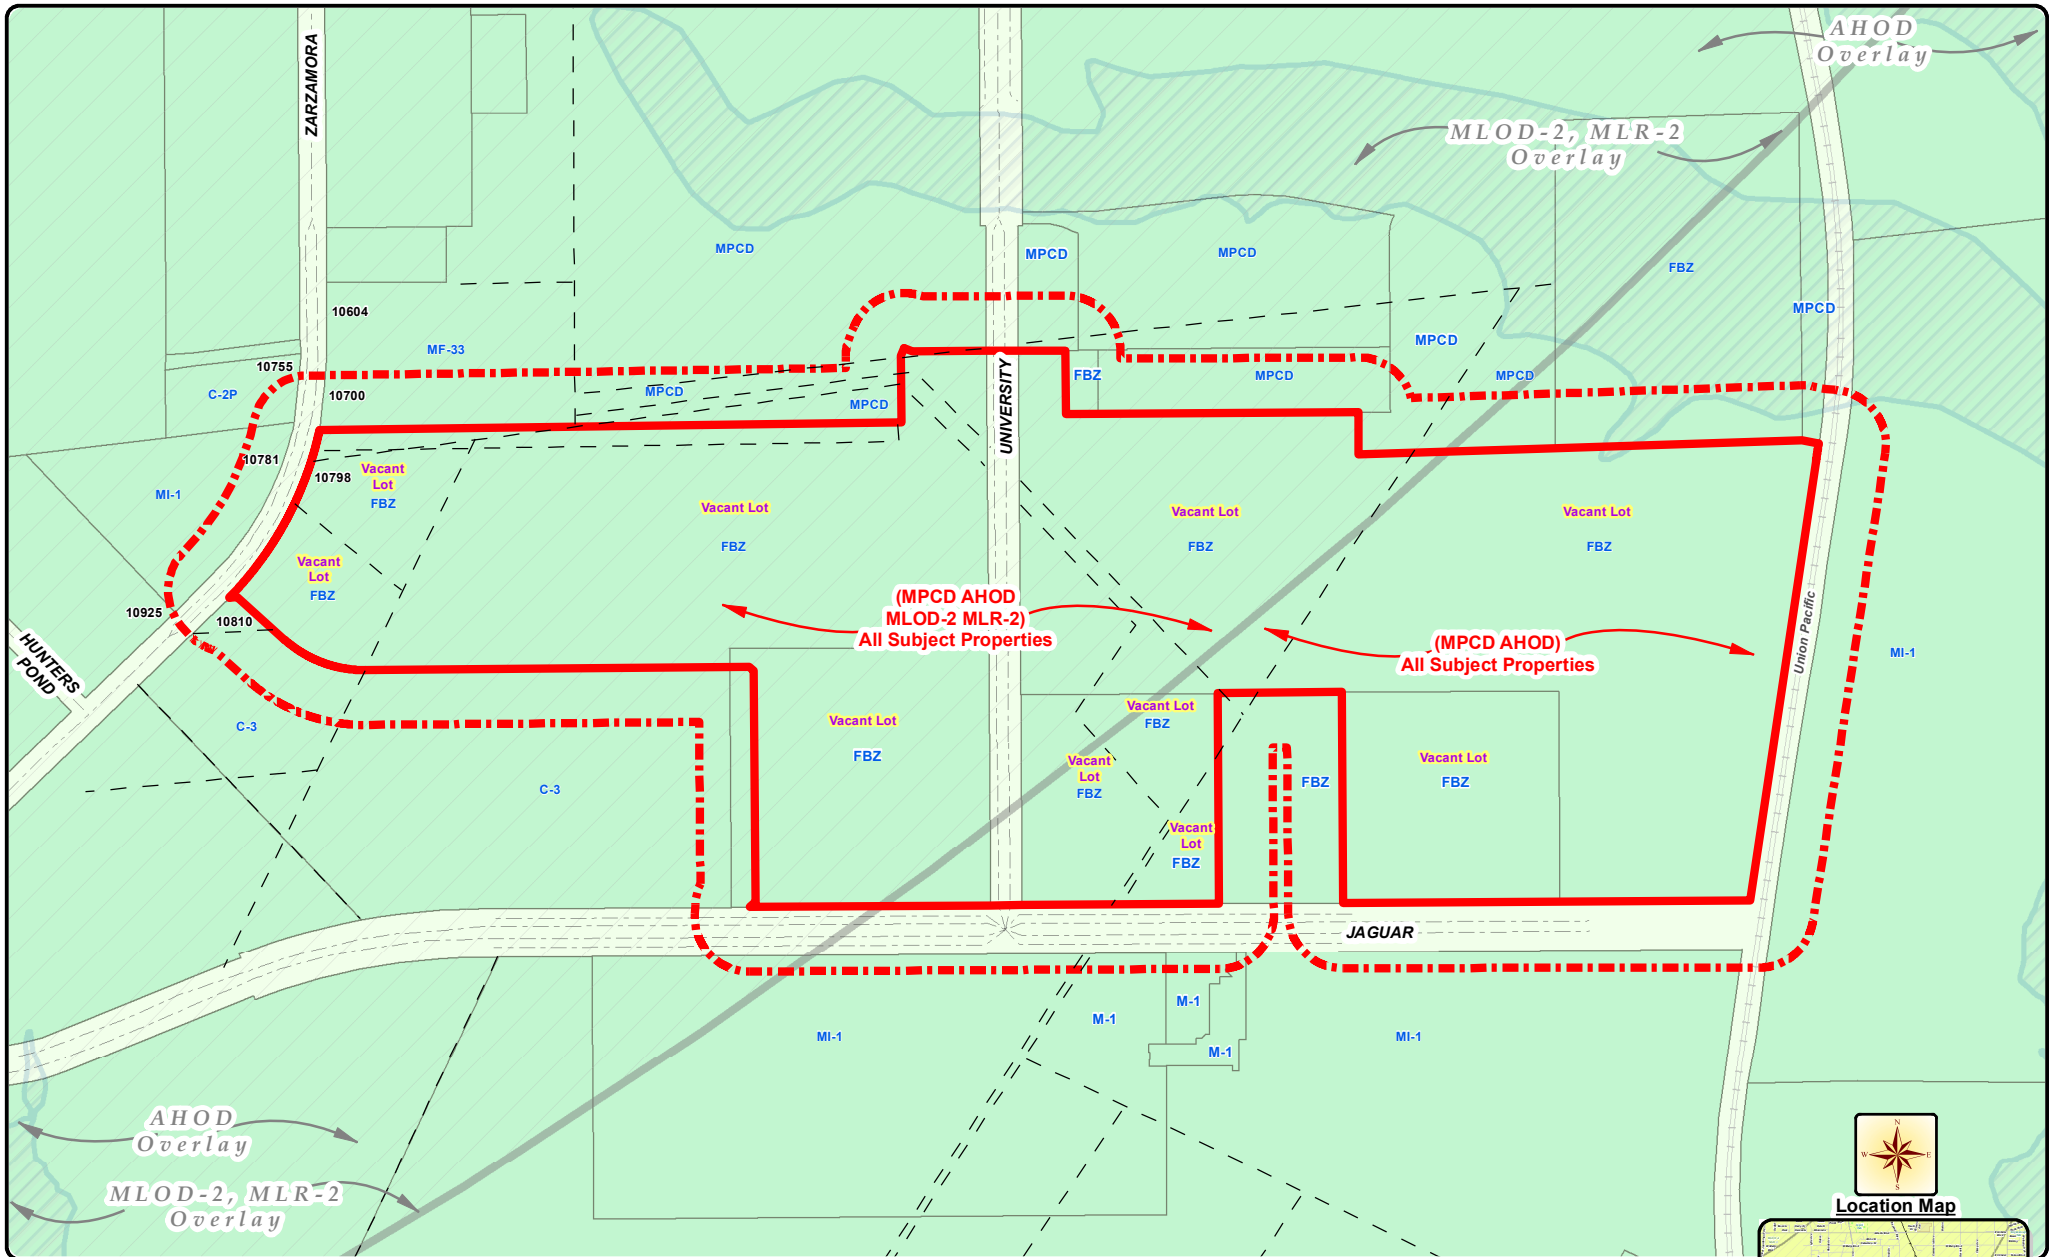 AHOD
Overlay
ZARZAMORA
MLOD-2, MLR-2
Overlay
MPCD
MPCD
MPCD
FBZ
MPCD
10604
MF-33
MPCD
10755
UNIVERSITY
C-2P
10700
MPCD
MPCD
FBZ
MPCD
MPCD
10781
10798
Vacant
Lot
FBZ
MI-1
Vacant Lot
FBZ
Vacant Lot
FBZ
Vacant Lot
FBZ
Vacant
Lot
FBZ
10925
10810
(MPCD AHOD
MLOD-2 MLR-2)
All Subject Properties
(MPCD AHOD)
All Subject Properties
Union Pacific
MI-1
HUNTERS
POND
C-3
Vacant Lot
FBZ
Vacant Lot
FBZ
Vacant
Lot
FBZ
Vacant Lot
FBZ
FBZ
C-3
Vacant
Lot
FBZ
JAGUAR
M-1
M-1
MI-1
MI-1
M-1
AHOD
Overlay
MLOD-2, MLR-2
Overlay
N
W
E
S
Location Map